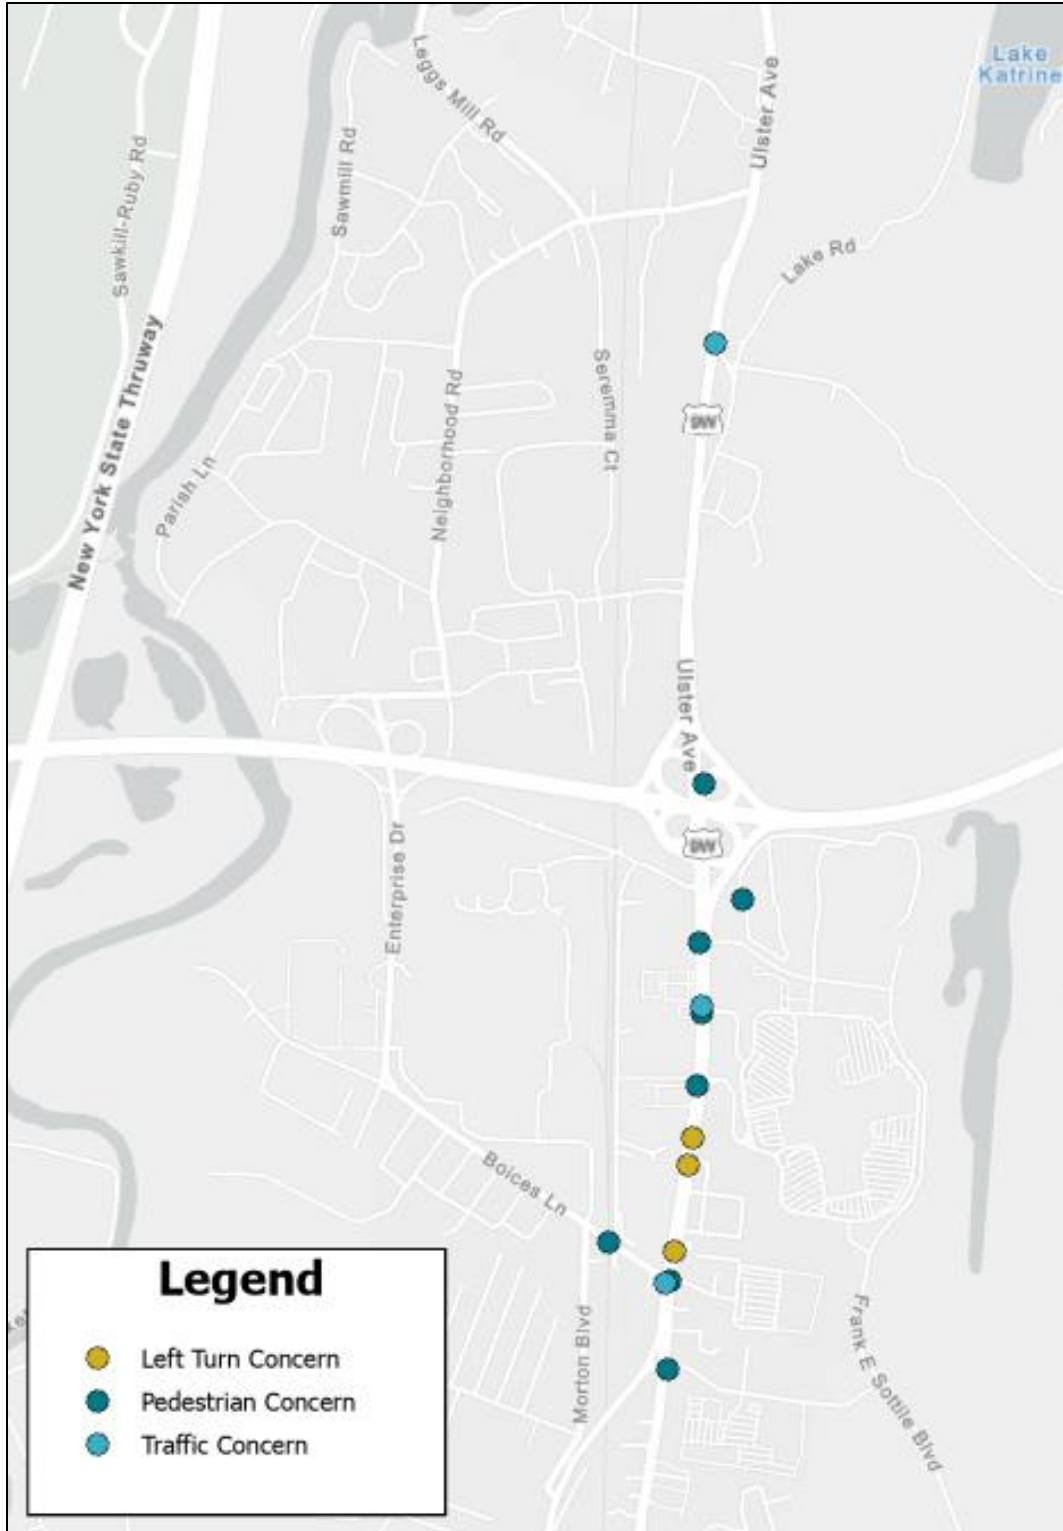 Lake
Katrine
Leggs Mill Rd
Ulster Ave
Sawmill Rd
Sawkill-Ruby Rd
Lake Rd
New York State Thruway
Seremma Ct
Neighborhood Rd
9W
Parish Ln
Ulster Ave
9W
Enterprise Dr
Boices Ln
Morton Blvd
Frank E Sottile Blvd
Legend
Left Turn Concern
Pedestrian Concern
Traffic Concern